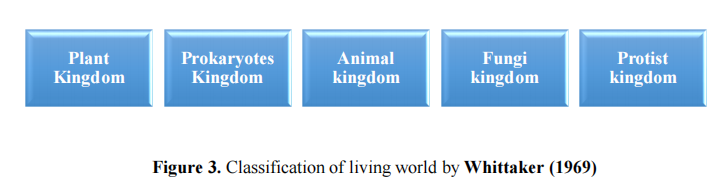 Plant
Kingdom
Prokaryotes
Kingdom
Animal
kingdom
Fungi
kingdom
Protist
kingdom
Figure 3. Classification of living world by Whittaker (1969)